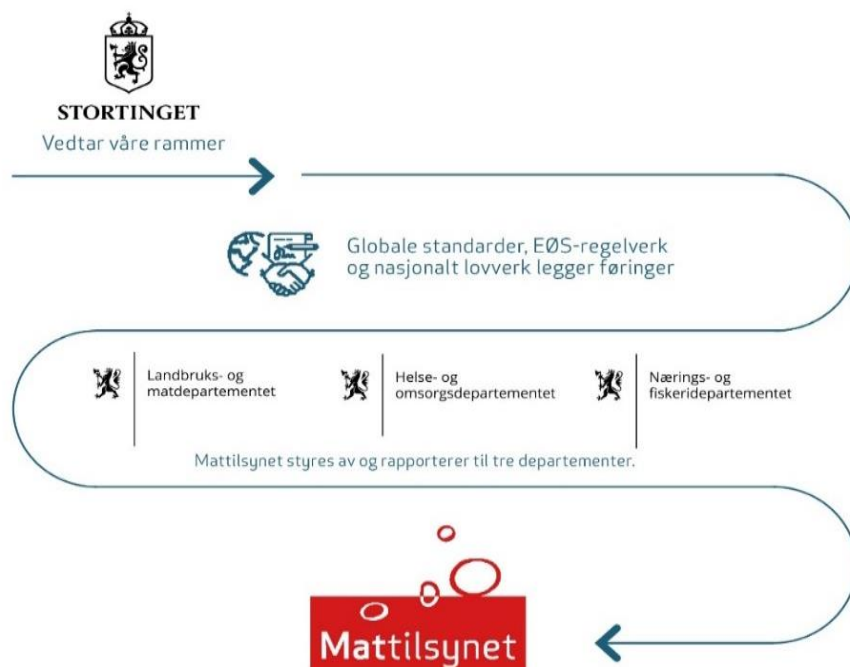 STORTINGET
Vedtar våre rammer
Globale standarder, EØS-regelverk
og nasjonalt lovverk legger føringer
Landbruks- og
matdepartementet
Helse- og
omsorgsdepartementet
Nærings- og
fiskeridepartementet
Mattilsynet styres av og rapporterer til tre departementer.
Mattilsynet